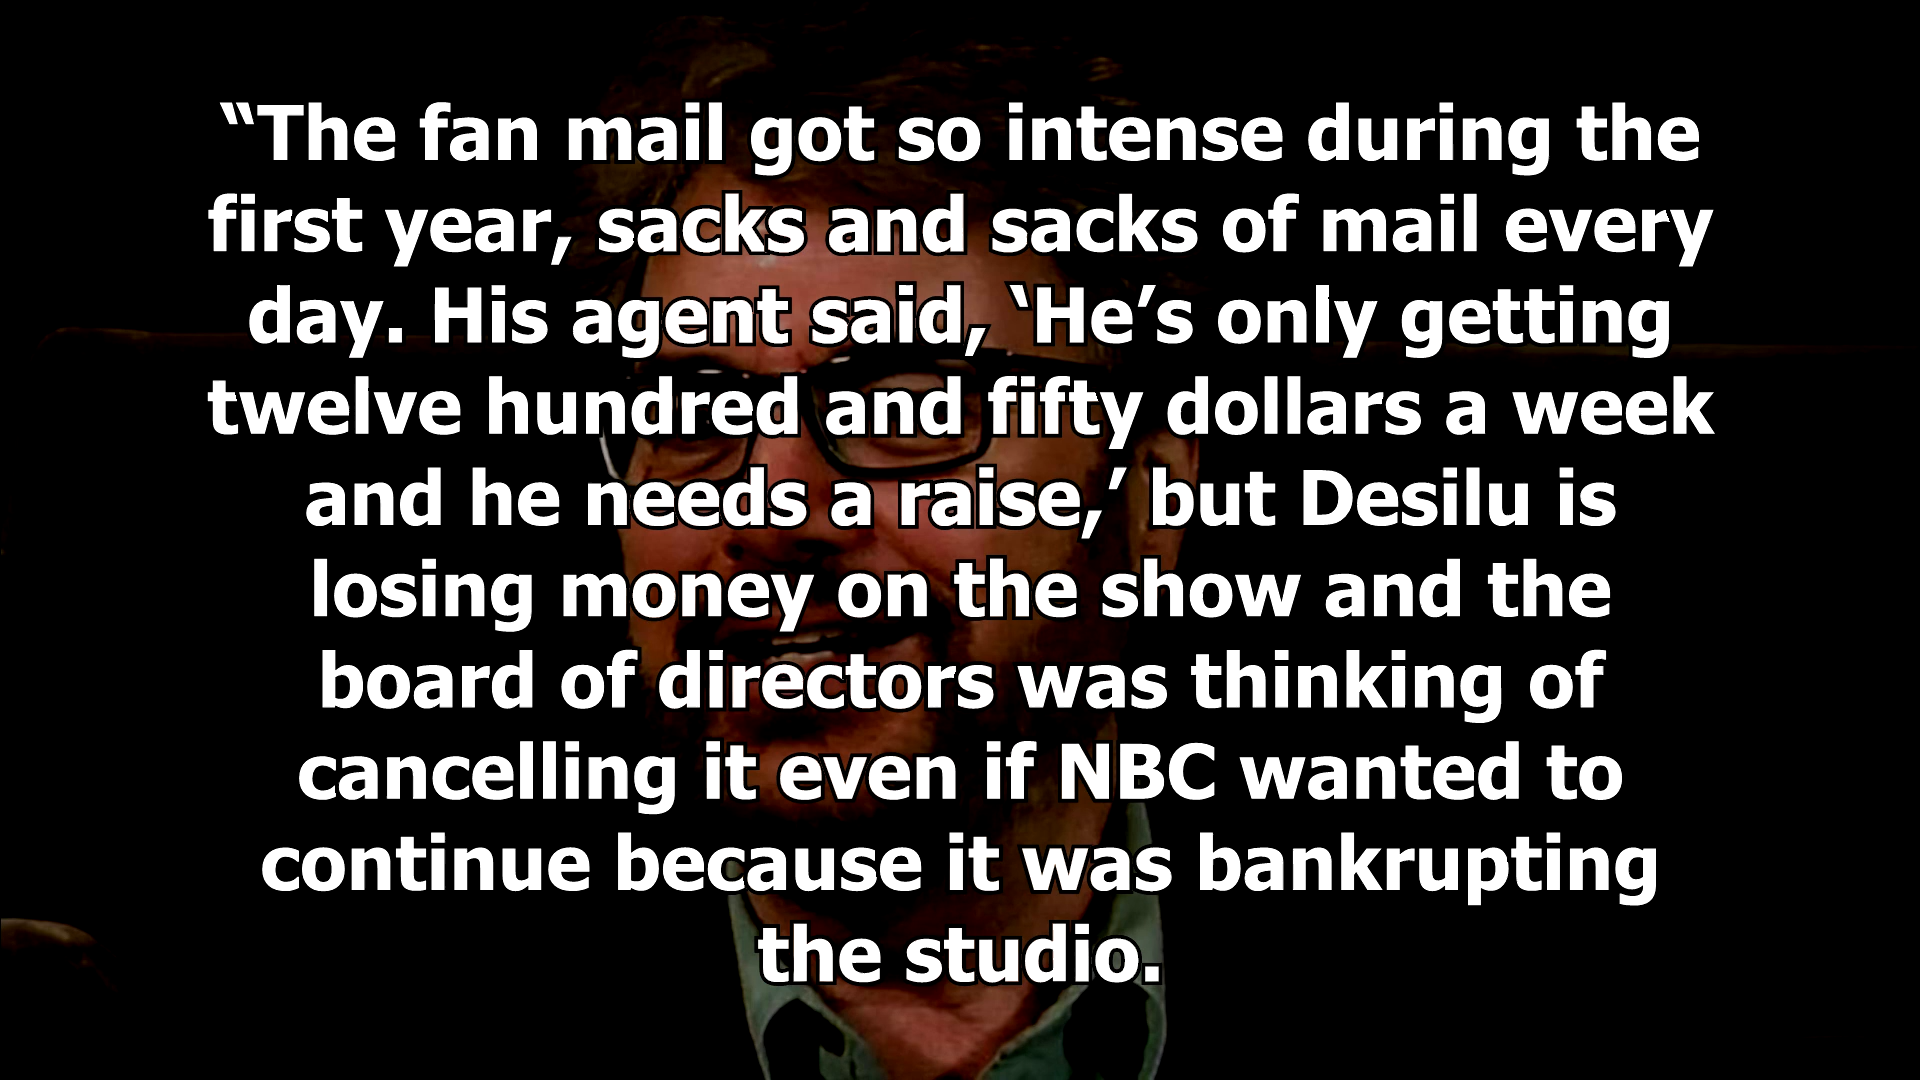 “The fan mail got so intense during the
first year, sacks and sacks of mail every
day. His agent said, ‘He’s only getting
twelve hundred and fifty dollars a week
and he needs a raise,’ but Desilu is
losing money on the show and the
board of directors was thinking of
cancelling it even if NBC wanted to
continue because it was bankrupting
the studio.